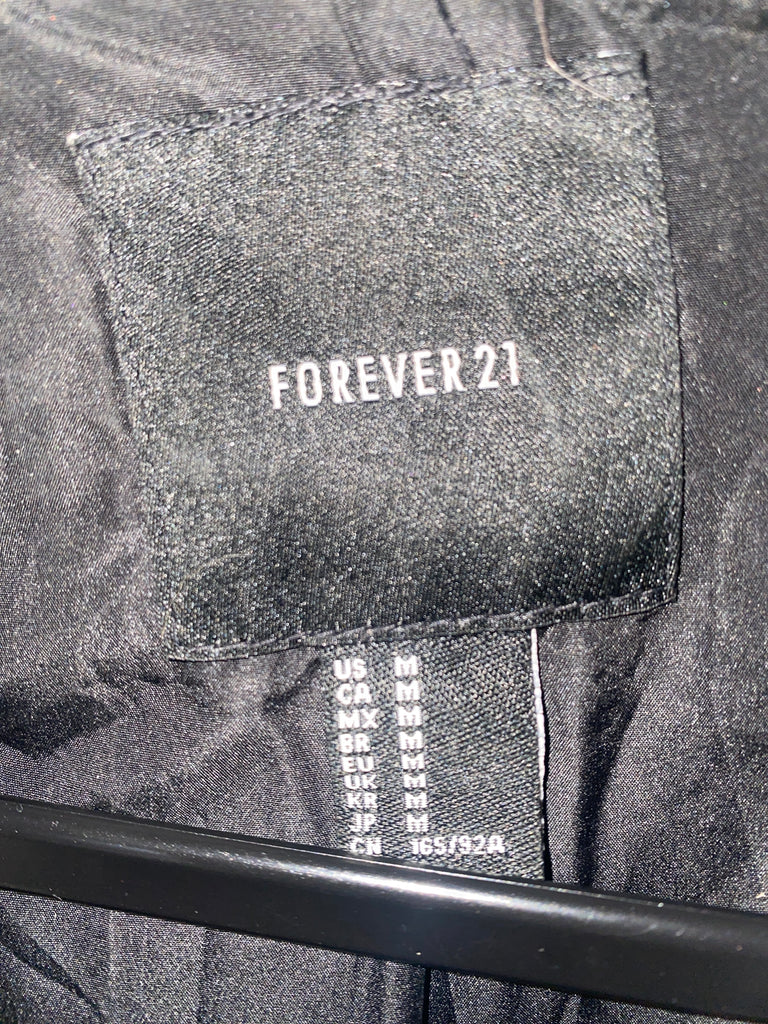 FOREVER 21
US M
CA M
MX M
BR M
EU M
UK M
KR M
JP M
CN 165/92A